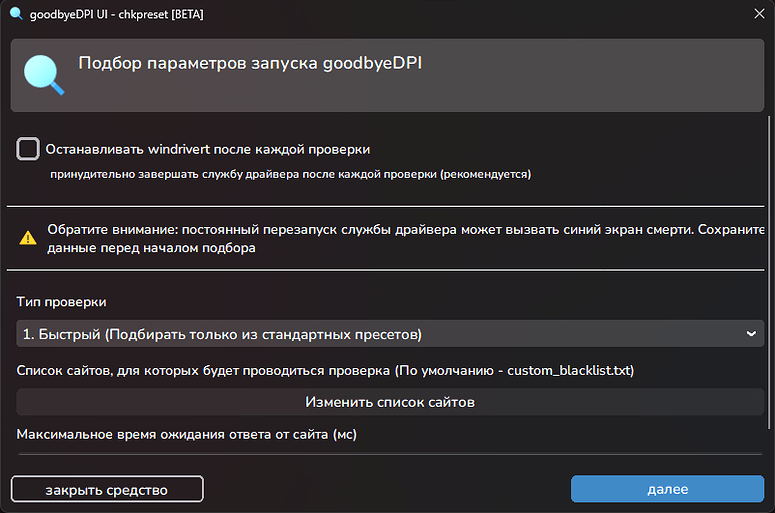 goodbyeDPI UI - chkpreset [BETA]
Подбор параметров запуска goodbyeDPI
Останавливать windrivert после каждой проверки
принудительно завершать службу драйвера после каждой проверки (рекомендуется)
Обратите внимание: постоянный перезапуск службы драйвера может вызвать синий экран смерти. Сохраните
данные перед началом подбора
Тип проверки
1. Быстрый (Подбирать только из стандартных пресетов)
Список сайтов, для которых будет проводиться проверка (По умолчанию - custom_blacklist.txt)
Изменить список сайтов
Максимальное время ожидания ответа от сайта (мс)
закрыть средство
далее